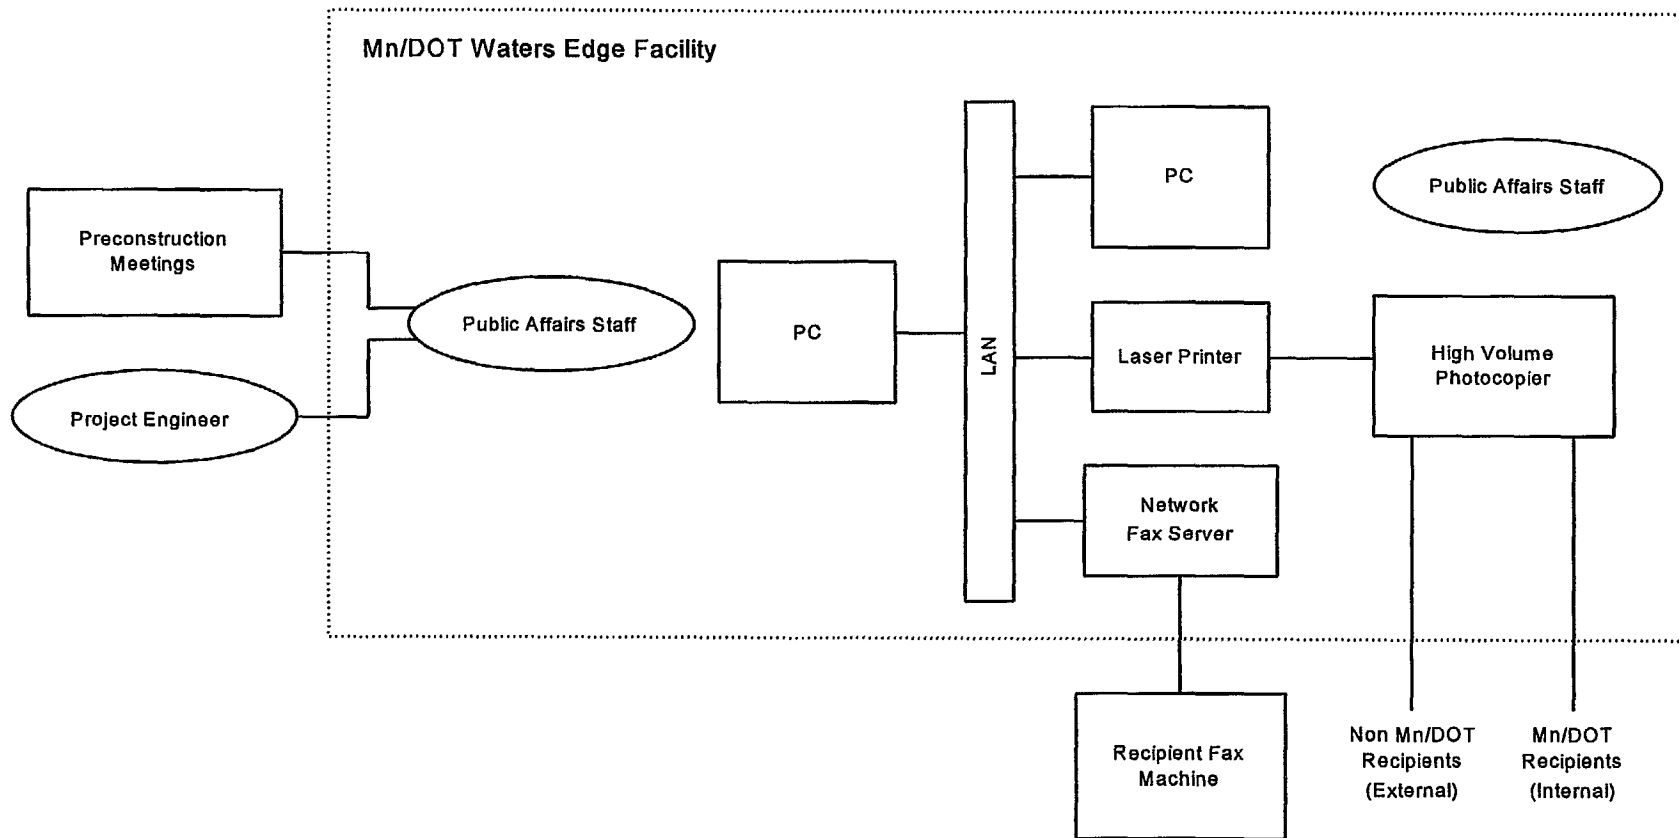 Mn/DOT Waters Edge Facility
Preconstruction
Meetings
Project Engineer
Public Affairs Staff
PC
LAN
PC
Public Affairs Staff
Laser Printer
High Volume
Photocopier
Network
Fax Server
Recipient Fax
Machine
Non Mn/DOT
Recipients
(External)
Mn/DOT
Recipients
(Internal)